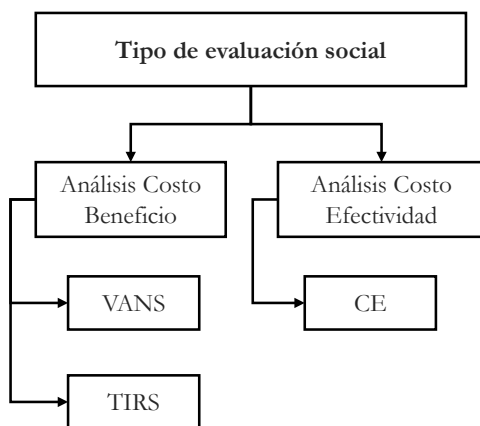 Tipo de evaluación social
Análisis Costo
Beneficio
Análisis Costo
Efectividad
VANS
CE
TIRS